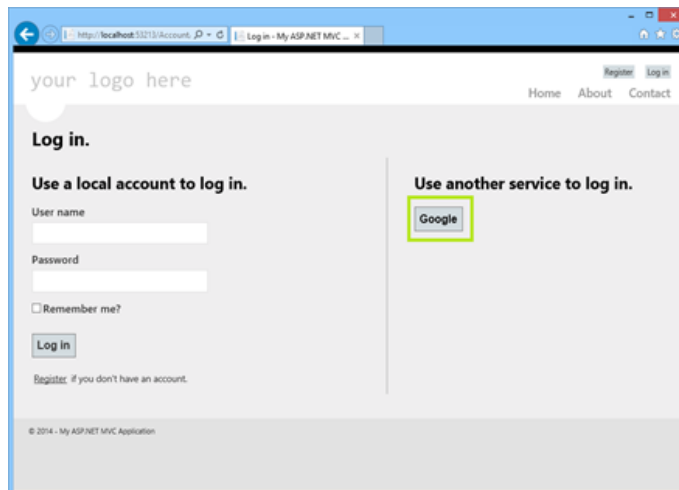 http://localhost:53213/Account
Log in - My ASP.NET MVC ...
your logo here
Register Log in
Home About Contact
Log in.
Use a local account to log in.
User name
Password
Remember me?
Log in
Register if you don't have an account.
Use another service to log in.
Google
© 2014 - My ASP.NET MVC Application